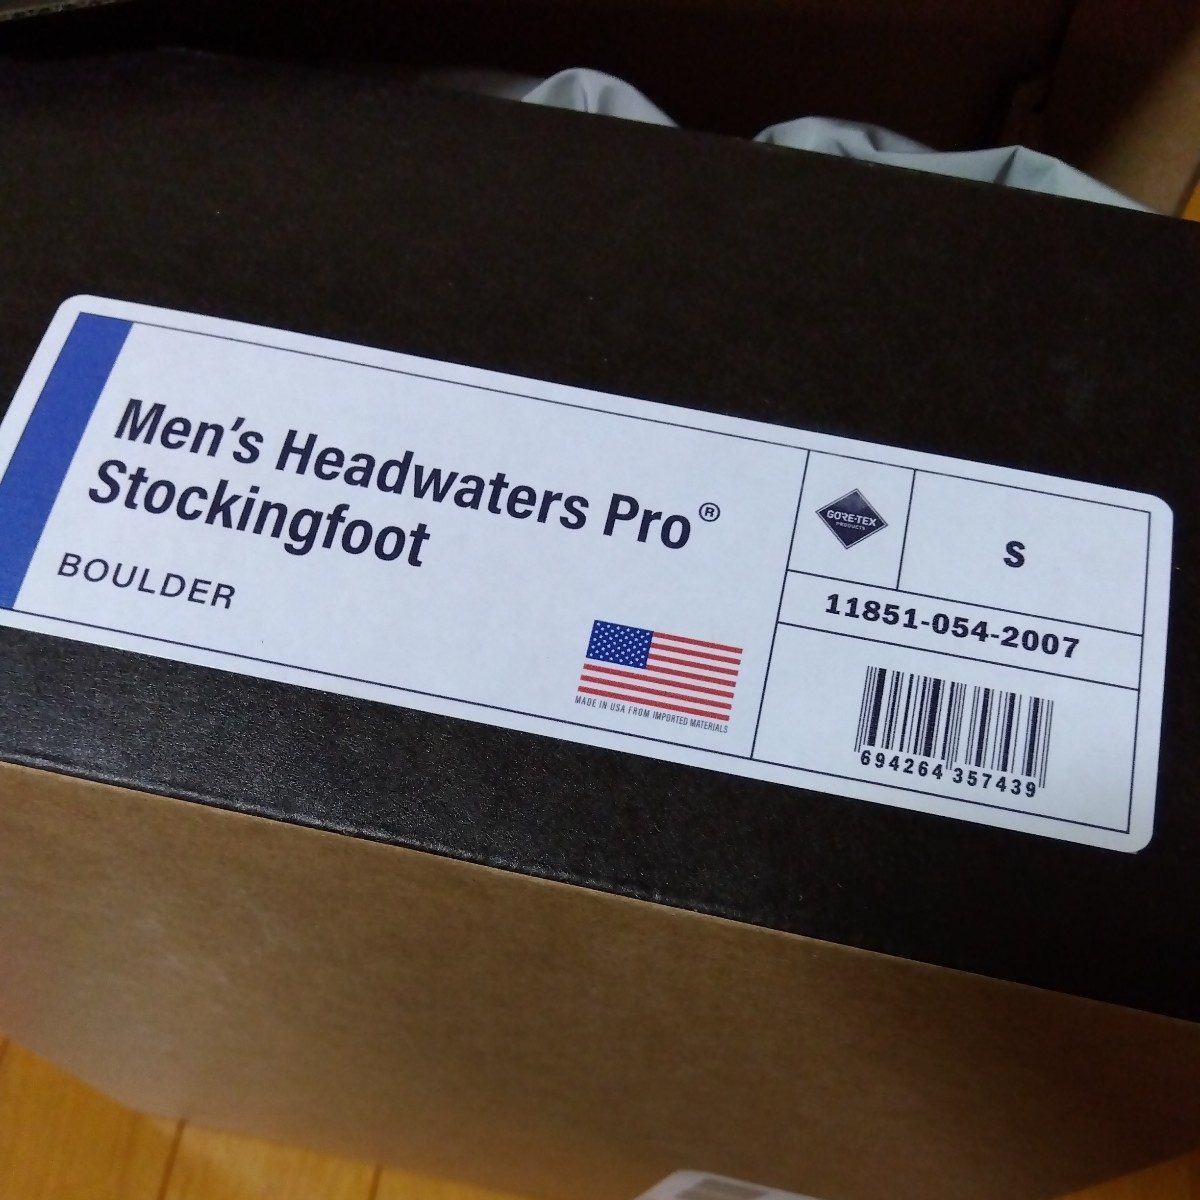 Men's Headwaters Pro®
Stockingfoot
BOULDER
MADE IN USA FROM IMPORTED MATERIALS
GORE-TEX
PRODUCTS
S
11851-054-2007
694264 357439